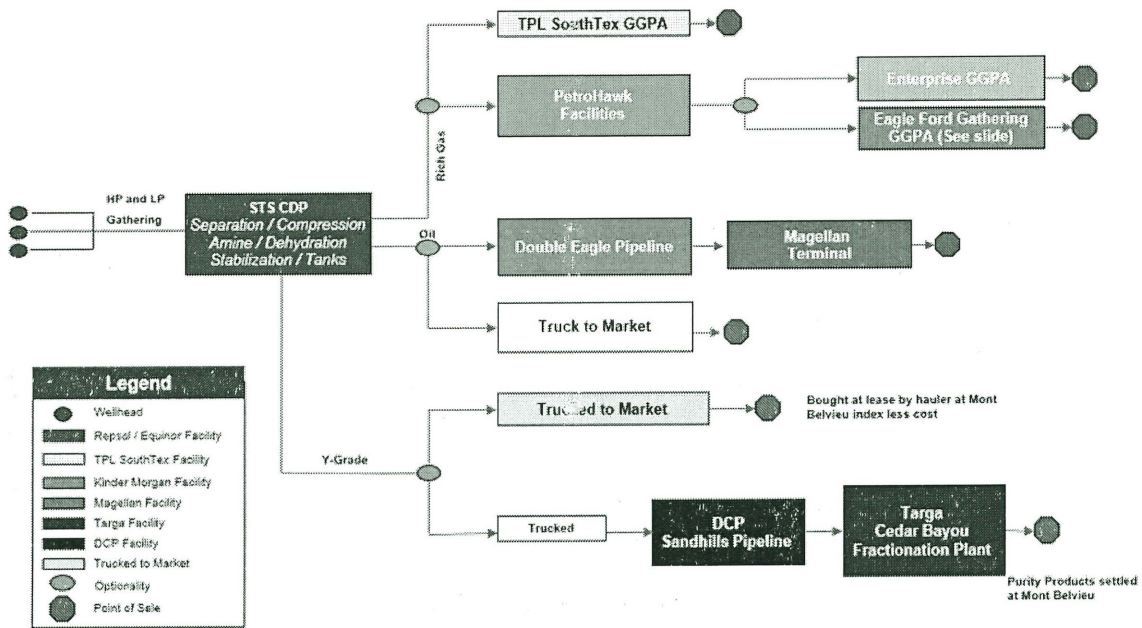 TPL SouthTex GGPA
PetroHawk
Facilities
Enterprise GGPA
Eagle Ford Gathering
GGPA (See slide)
Rich Gas
HP and LP
Gathering
STS CDP
Separation / Compression
Amine / Dehydration
Stabilization / Tanks
Oil
Double Eagle Pipeline
Magellan
Terminal
Truck to Market
Legend
Wellhead
Repsol / Equinor Facility
TPL SouthTex Facility
Kinder Morgan Facility
Magellan Facility
Targa Facility
DCP Facility
Trucked to Market
Optionality
Point of Sale
Trucked to Market
Bought at lease by hauler at Mont
Belvieu index less cost
Y-Grade
Trucked
DCP
Sandhills Pipeline
Targa
Cedar Bayou
Fractionation Plant
Purity Products settled
at Mont Belvieu